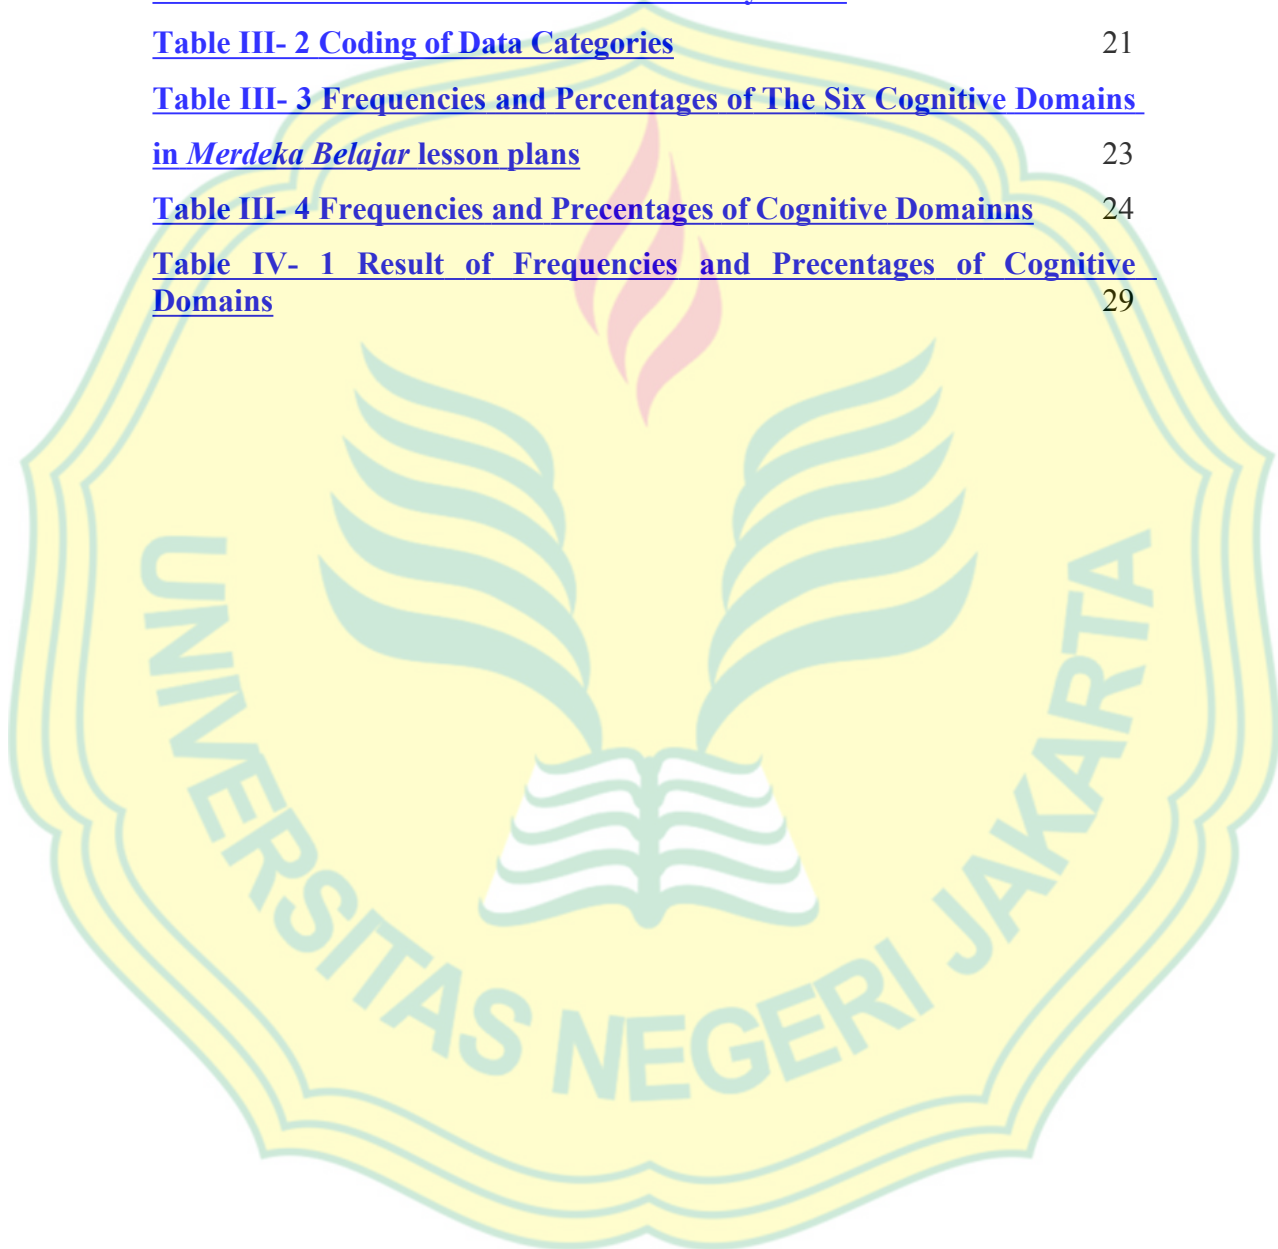 Table III- 2 Coding of Data Categories 21
Table III- 3 Frequencies and Percentages of The Six Cognitive Domains
in Merdeka Belajar lesson plans 23
Table III- 4 Frequencies and Precentages of Cognitive Domainns 24
Table IV- 1 Result of Frequencies and Precentages of Cognitive
Domains 29
UNIVERSITAS NEGERI JAKARTA